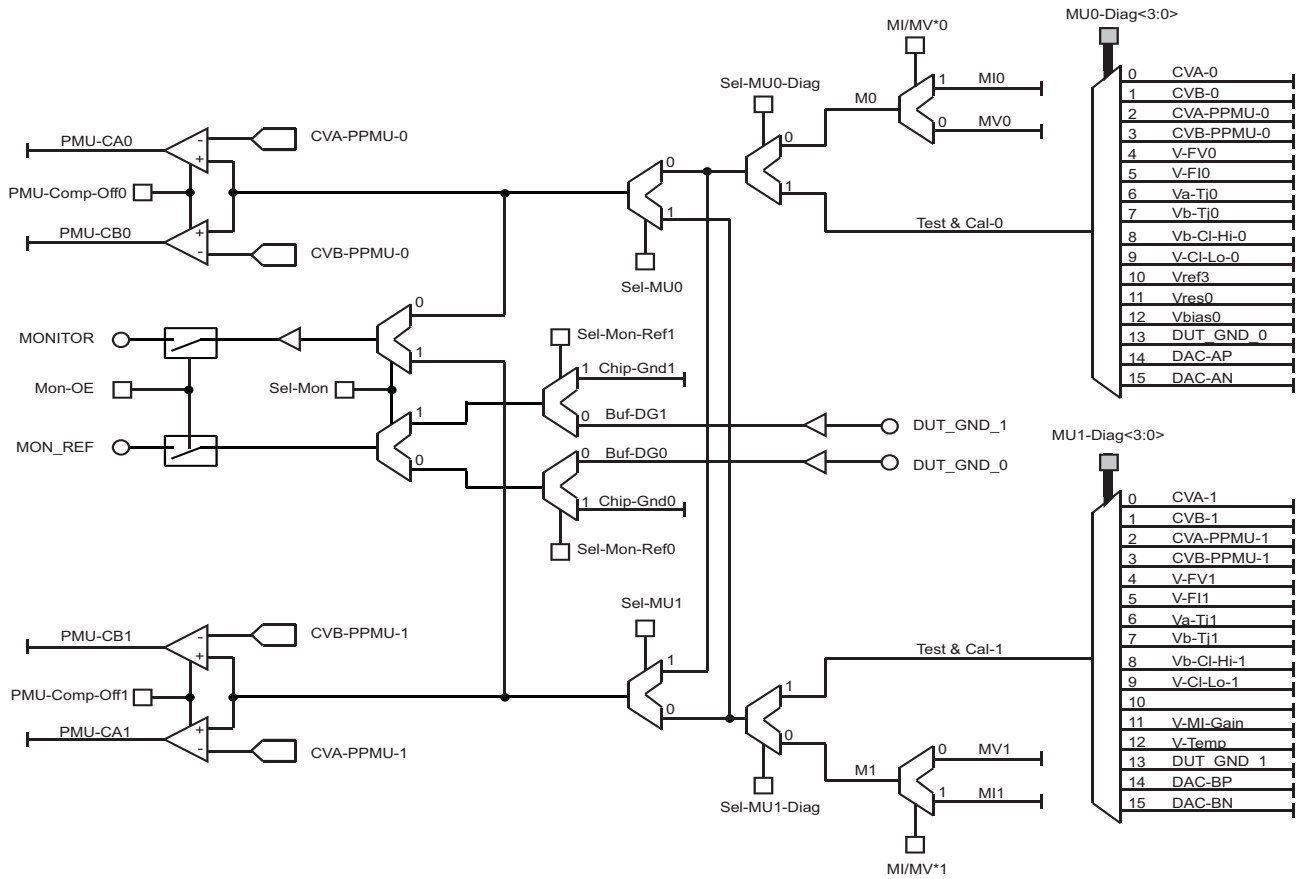 MU0-Diag<3:0>
MI/MV*0
Sel-MU0-Diag
M0
1 MI0
0 MV0
0
1
Test & Cal-0
0 CVA-0
1 CVB-0
2 CVA-PPMU-0
3 CVB-PPMU-0
4 V-FV0
5 V-FI0
6 Va-Tj0
7 Vb-Tj0
8 Vb-Cl-Hi-0
9 V-Cl-Lo-0
10 Vref3
11 Vres0
12 Vbias0
13 DUT_GND_0
14 DAC-AP
15 DAC-AN
PMU-CA0
-
+
CVA-PPMU-0
PMU-Comp-Off0
PMU-CB0
+
-
CVB-PPMU-0
0
1
Sel-MU0
MONITOR
Mon-OE
MON_REF
Sel-Mon
0
1
1
0
Sel-Mon-Ref1
1 Chip-Gnd1
0 Buf-DG1
DUT_GND_1
0 Buf-DG0
DUT_GND_0
1 Chip-Gnd0
Sel-Mon-Ref0
MU1-Diag<3:0>
0 CVA-1
1 CVB-1
2 CVA-PPMU-1
3 CVB-PPMU-1
4 V-FV1
5 V-FI1
6 Va-Tj1
7 Vb-Tj1
8 Vb-Cl-Hi-1
9 V-Cl-Lo-1
10
11 V-MI-Gain
12 V-Temp
13 DUT_GND_1
14 DAC-BP
15 DAC-BN
Sel-MU1
1
0
PMU-CB1
-
+
CVB-PPMU-1
PMU-Comp-Off1
PMU-CA1
+
-
CVA-PPMU-1
Test & Cal-1
1
0
Sel-MU1-Diag
M1
0 MV1
1 MI1
MI/MV*1